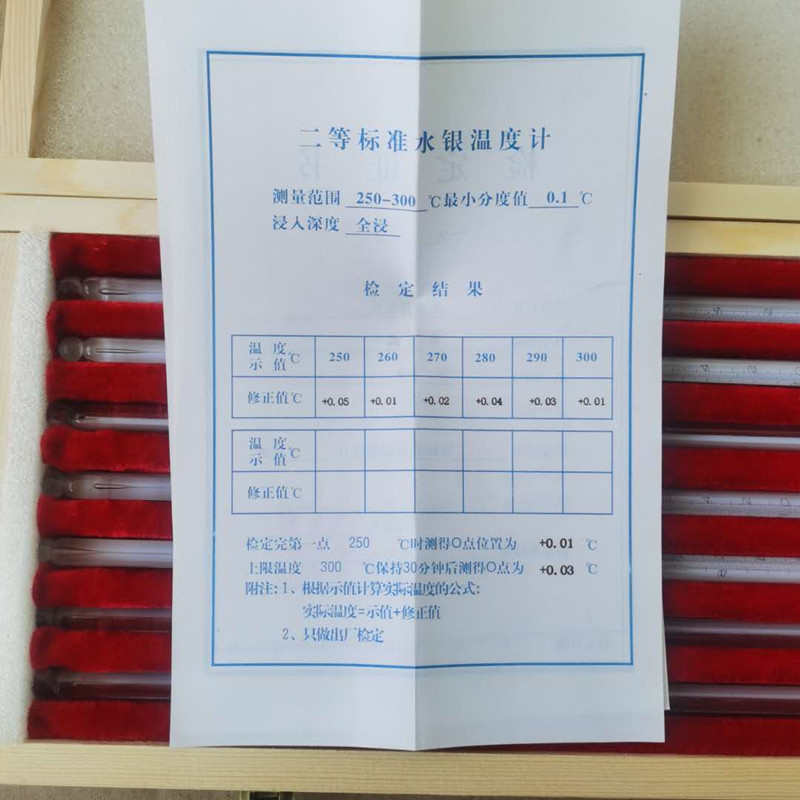 二等标准水银温度计
测量范围 250-300 ℃最小分度值 0.1 ℃
浸入深度 全浸
检定结果
温度示值℃ 250 260 270 280 290 300
修正值℃ +0.05 +0.01 +0.02 +0.04 +0.03 +0.01
温度示值℃
修正值℃
检定完第一点 250 ℃时测得O点位置为 +0.01 ℃
上限温度 300 ℃保持30分钟后测得O点为 +0.03 ℃
附注:1、根据示值计算实际温度的公式:
实际温度=示值+修正值
2、只做出厂检定